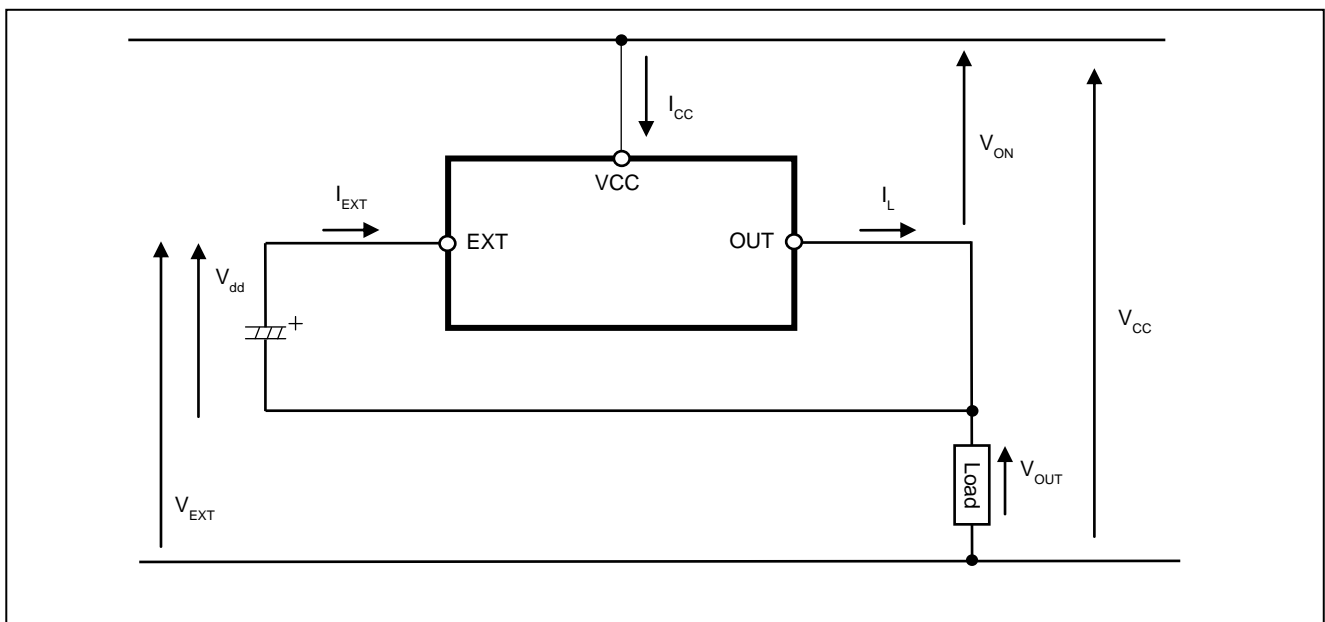 I_CC
V_ON
VCC
I_EXT
I_L
EXT
OUT
V_dd
+
V_CC
Load
V_OUT
V_EXT